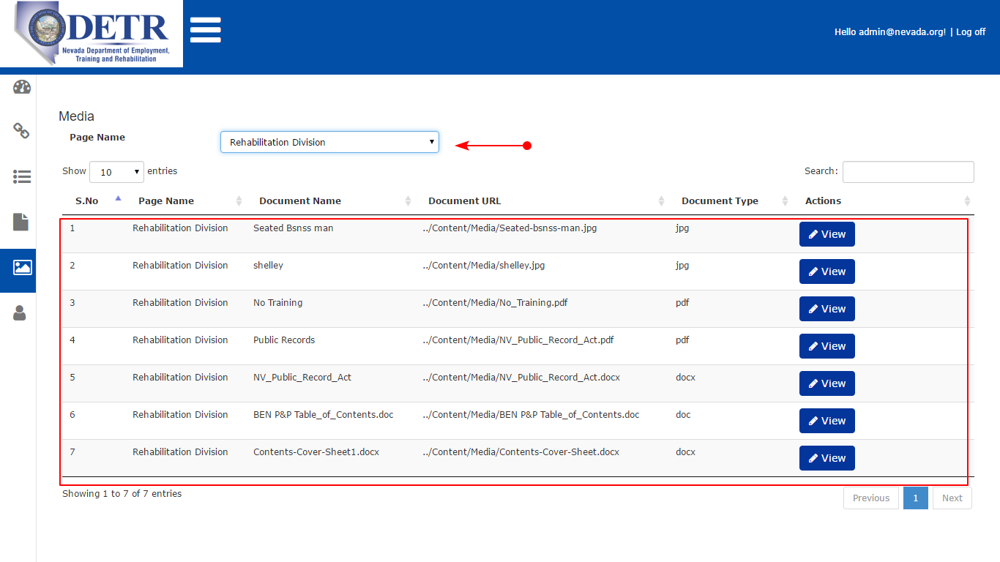 DETR
Nevada Department of Employment,
Training and Rehabilitation
Hello admin@nevada.org! | Log off
Media
Page Name Rehabilitation Division
Show 10 entries Search:
S.No Page Name Document Name Document URL Document Type Actions
1 Rehabilitation Division Seated Bsnss man ../Content/Media/Seated-bsnss-man.jpg jpg View
2 Rehabilitation Division shelley ../Content/Media/shelley.jpg jpg View
3 Rehabilitation Division No Training ../Content/Media/No_Training.pdf pdf View
4 Rehabilitation Division Public Records ../Content/Media/NV_Public_Record_Act.pdf pdf View
5 Rehabilitation Division NV_Public_Record_Act ../Content/Media/NV_Public_Record_Act.docx docx View
6 Rehabilitation Division BEN P&P Table_of_Contents.doc ../Content/Media/BEN P&P Table_of_Contents.doc doc View
7 Rehabilitation Division Contents-Cover-Sheet1.docx ../Content/Media/Contents-Cover-Sheet.docx docx View
Showing 1 to 7 of 7 entries Previous 1 Next